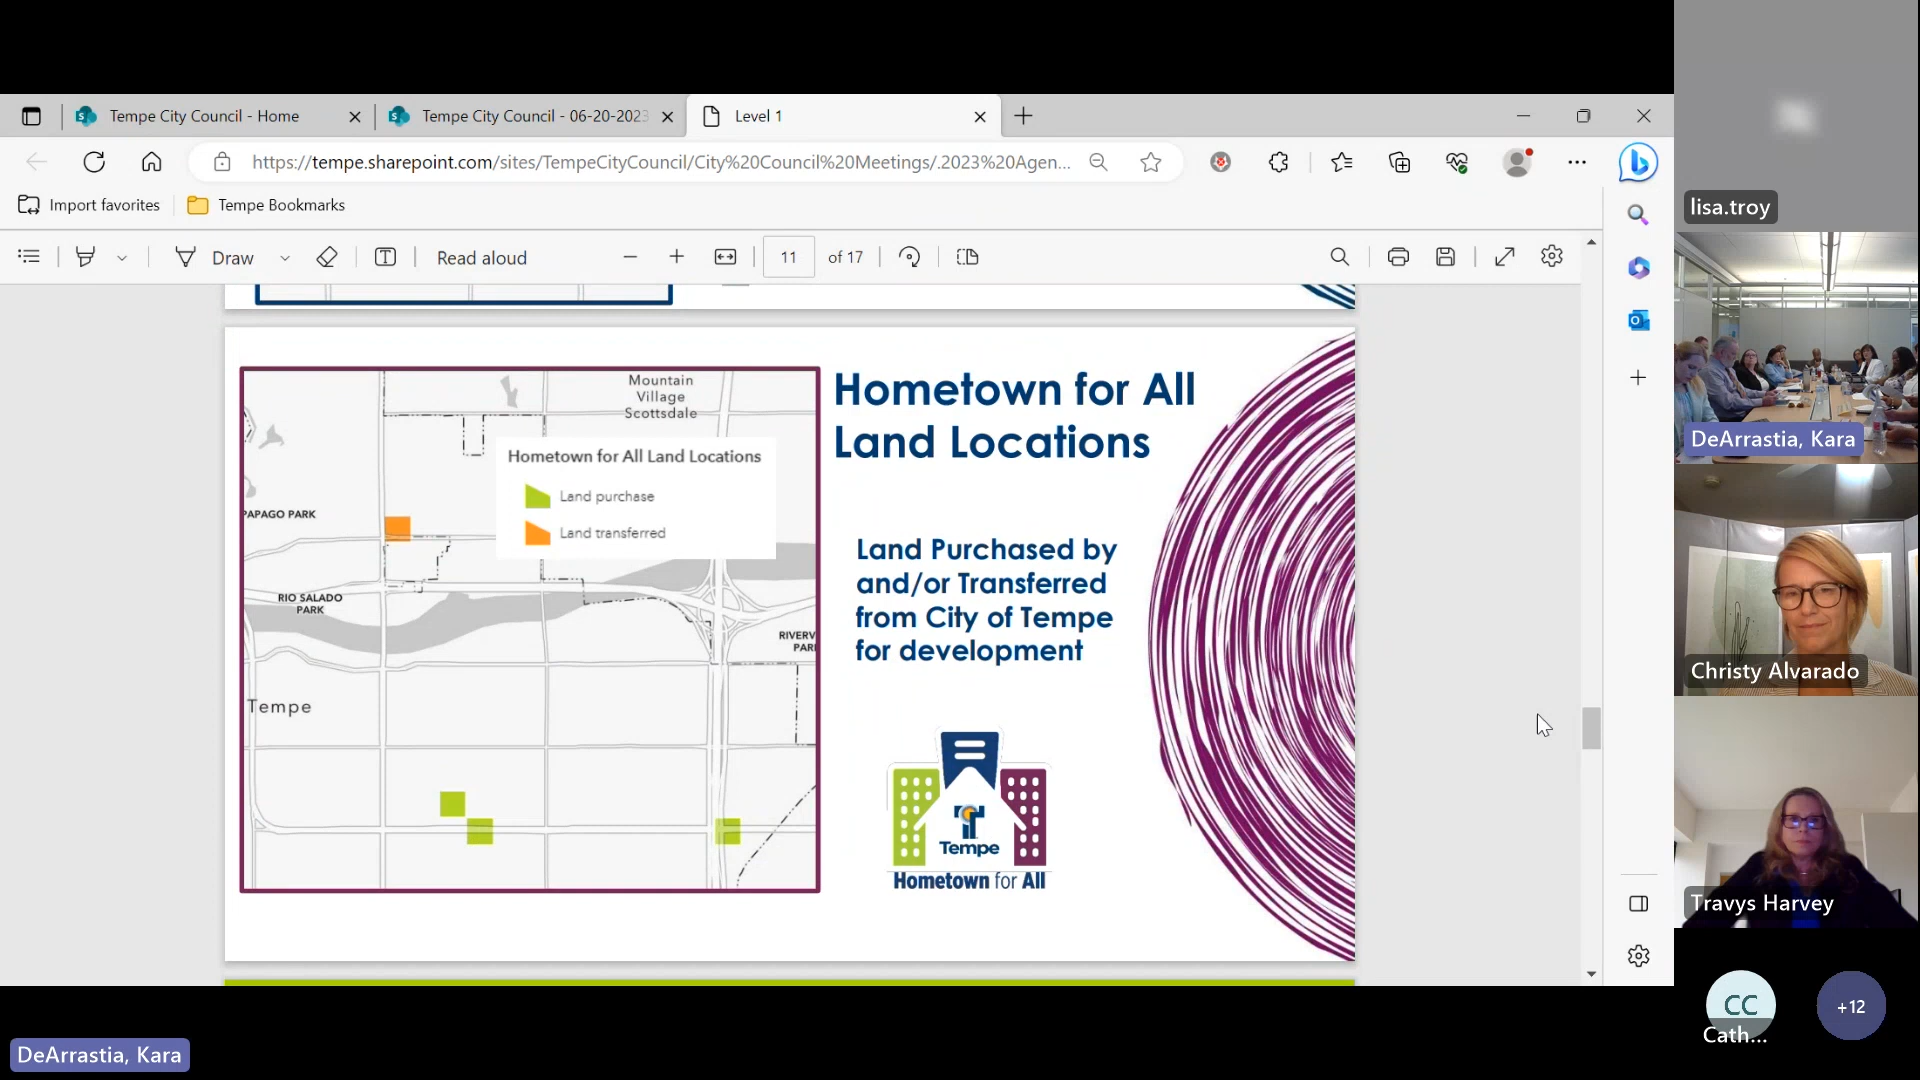 Tempe City Council - Home
Tempe City Council - 06-20-2023
Level 1
https://tempe.sharepoint.com/sites/TempeCityCouncil/City%20Council%20Meetings/.2023%20Agen...
Import favorites
Tempe Bookmarks
Draw
Read aloud
11
of 17
Mountain
Village
Scottsdale
Hometown for All Land Locations
Land purchase
Land transferred
PAPAGO PARK
RIO SALADO
PARK
RIVERV
PARK
Tempe
Hometown for All
Land Locations
Land Purchased by
and/or Transferred
from City of Tempe
for development
Tempe
Hometown for All
lisa.troy
DeArrastia, Kara
Christy Alvarado
Travys Harvey
CC
Cath...
+12
DeArrastia, Kara